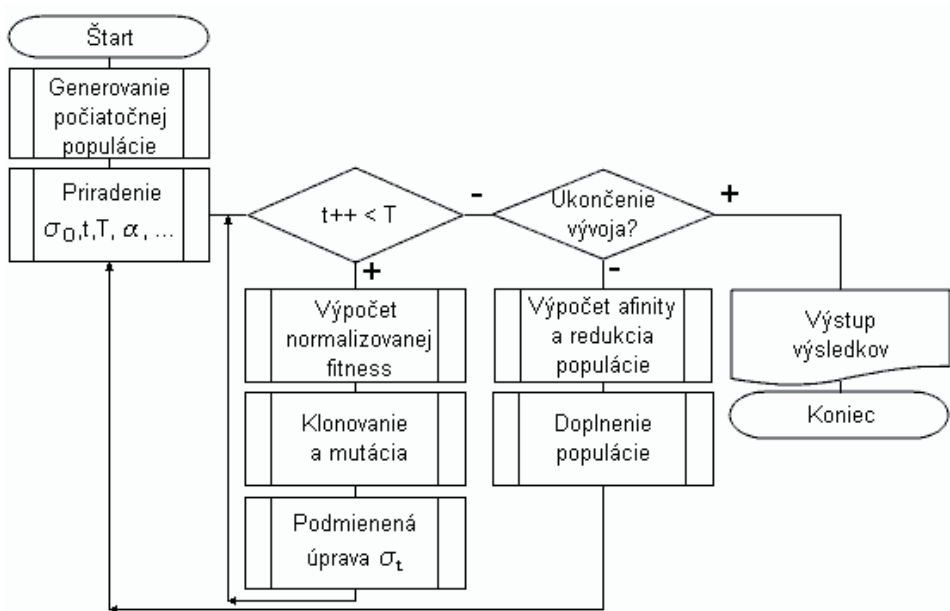 Štart
Generovanie
počiatočnej
populácie
Priradenie
σ₀,t,T, α, ...
t++ < T
-
+
Ukončenie
vývoja?
+
-
Výpočet
normalizovanej
fitness
Klonovanie
a mutácia
Podmienená
úprava σₜ
Výpočet afinity
a redukcia
populácie
Doplnenie
populácie
Výstup
výsledkov
Koniec